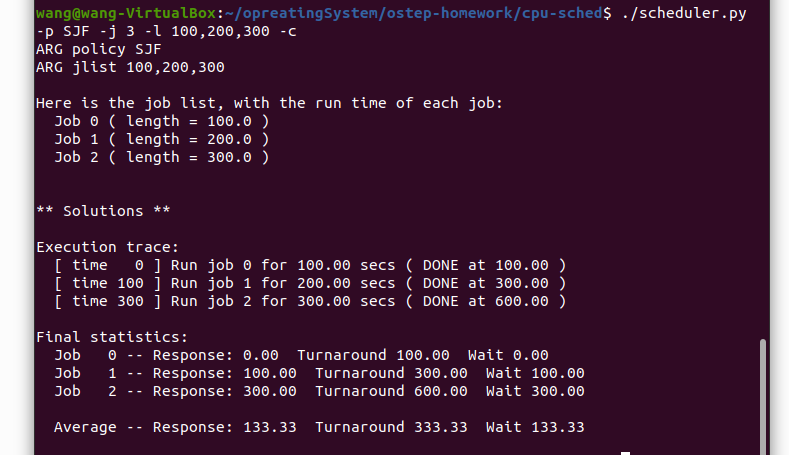 wang@wang-VirtualBox:~/opreatingSystem/ostep-homework/cpu-sched$ ./scheduler.py
-p SJF -j 3 -l 100,200,300 -c
ARG policy SJF
ARG jlist 100,200,300
Here is the job list, with the run time of each job:
Job 0 ( length = 100.0 )
Job 1 ( length = 200.0 )
Job 2 ( length = 300.0 )
** Solutions **
Execution trace:
[ time   0 ] Run job 0 for 100.00 secs ( DONE at 100.00 )
[ time 100 ] Run job 1 for 200.00 secs ( DONE at 300.00 )
[ time 300 ] Run job 2 for 300.00 secs ( DONE at 600.00 )
Final statistics:
Job   0 -- Response: 0.00  Turnaround 100.00  Wait 0.00
Job   1 -- Response: 100.00  Turnaround 300.00  Wait 100.00
Job   2 -- Response: 300.00  Turnaround 600.00  Wait 300.00
Average -- Response: 133.33  Turnaround 333.33  Wait 133.33